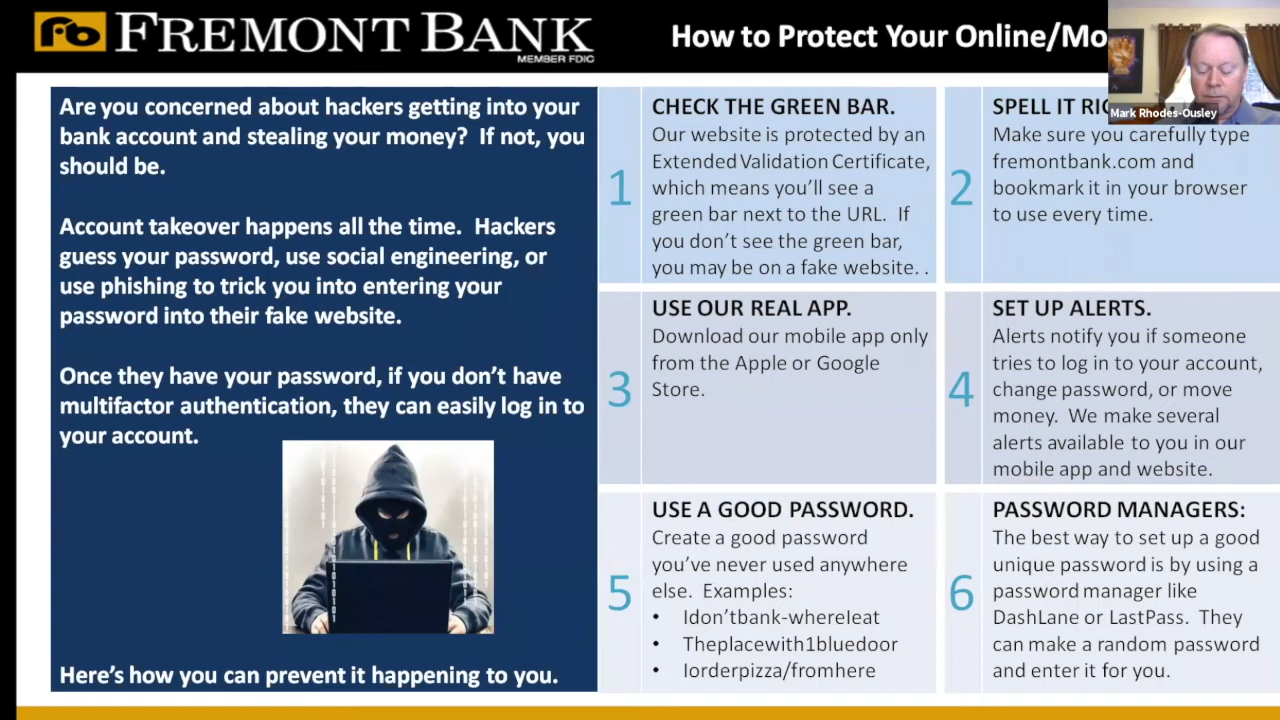 fb FREMONT BANK
MEMBER FDIC
How to Protect Your Online/Mo
Mark Rhodes-Ousley
Are you concerned about hackers getting into your
bank account and stealing your money?  If not, you
should be.
Account takeover happens all the time.  Hackers
guess your password, use social engineering, or
use phishing to trick you into entering your
password into their fake website.
Once they have your password, if you don't have
multifactor authentication, they can easily log in to
your account.
Here's how you can prevent it happening to you.
1
CHECK THE GREEN BAR.
Our website is protected by an
Extended Validation Certificate,
which means you'll see a
green bar next to the URL.  If
you don't see the green bar,
you may be on a fake website. .
2
SPELL IT RI
Make sure you carefully type
fremontbank.com and
bookmark it in your browser
to use every time.
3
USE OUR REAL APP.
Download our mobile app only
from the Apple or Google
Store.
4
SET UP ALERTS.
Alerts notify you if someone
tries to log in to your account,
change password, or move
money.  We make several
alerts available to you in our
mobile app and website.
5
USE A GOOD PASSWORD.
Create a good password
you've never used anywhere
else.  Examples:
• Idon'tbank-whereIeat
• Theplacewith1bluedoor
• Iorderpizza/fromhere
6
PASSWORD MANAGERS:
The best way to set up a good
unique password is by using a
password manager like
DashLane or LastPass.  They
can make a random password
and enter it for you.